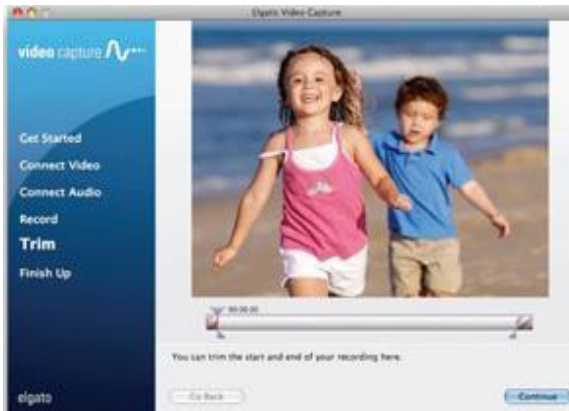 Elgato Video Capture
video capture
Get Started
Connect Video
Connect Audio
Record
Trim
Finish Up
00:00:00
You can trim the start and end of your recording here.
elgato
Go Back
Continue